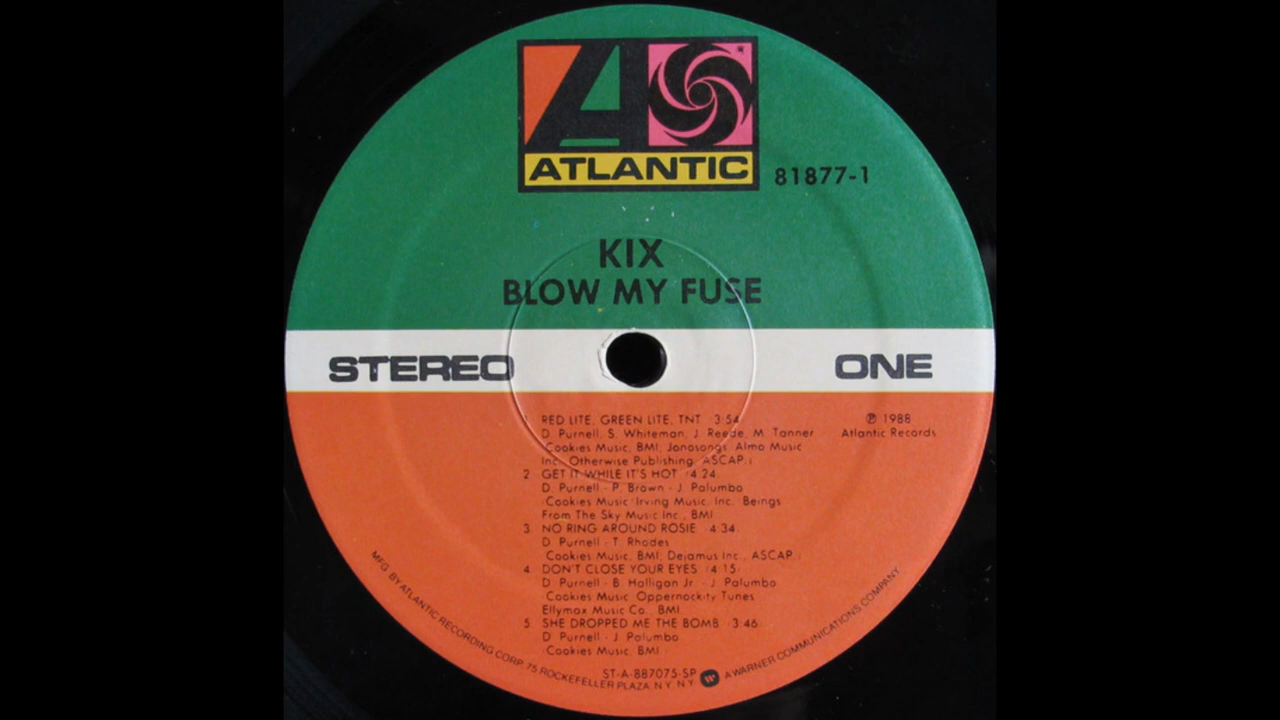 ATLANTIC
81877-1
KIX
BLOW MY FUSE
STEREO
ONE
1. RED LITE, GREEN LITE, TNT (3:54)
D. Purnell, S. Whiteman, J. Reede, M. Tanner
(Cookies Music, BMI; Janosongs, Almo Music
Inc., Otherwise Publishing, ASCAP)
2. GET IT WHILE IT'S HOT (4:24)
D. Purnell - P. Brown - J. Palumbo
(Cookies Music/Irving Music, Inc./Beings
From The Sky Music Inc., BMI)
3. NO RING AROUND ROSIE (4:34)
D. Purnell - T. Rhodes
(Cookies Music, BMI; Dejamus Inc., ASCAP)
4. DON'T CLOSE YOUR EYES (4:15)
D. Purnell - B. Halligan Jr. - J. Palumbo
(Cookies Music/Oppernockity Tunes
Ellymax Music Co., BMI)
5. SHE DROPPED ME THE BOMB (3:46)
D. Purnell - J. Palumbo
(Cookies Music, BMI)
℗ 1988
Atlantic Records
ST-A-887075-SP
MFG. BY ATLANTIC RECORDING CORP. 75 ROCKEFELLER PLAZA N.Y. N.Y. A WARNER COMMUNICATIONS COMPANY